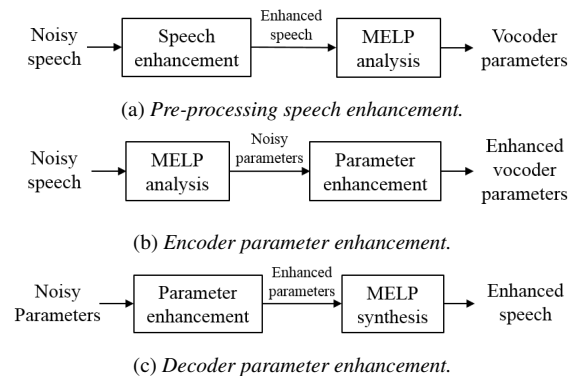 Noisy
speech
Speech
enhancement
Enhanced
speech
MELP
analysis
Vocoder
parameters
(a) Pre-processing speech enhancement.
Noisy
speech
MELP
analysis
Noisy
parameters
Parameter
enhancement
Enhanced
vocoder
parameters
(b) Encoder parameter enhancement.
Noisy
Parameters
Parameter
enhancement
Enhanced
parameters
MELP
synthesis
Enhanced
speech
(c) Decoder parameter enhancement.